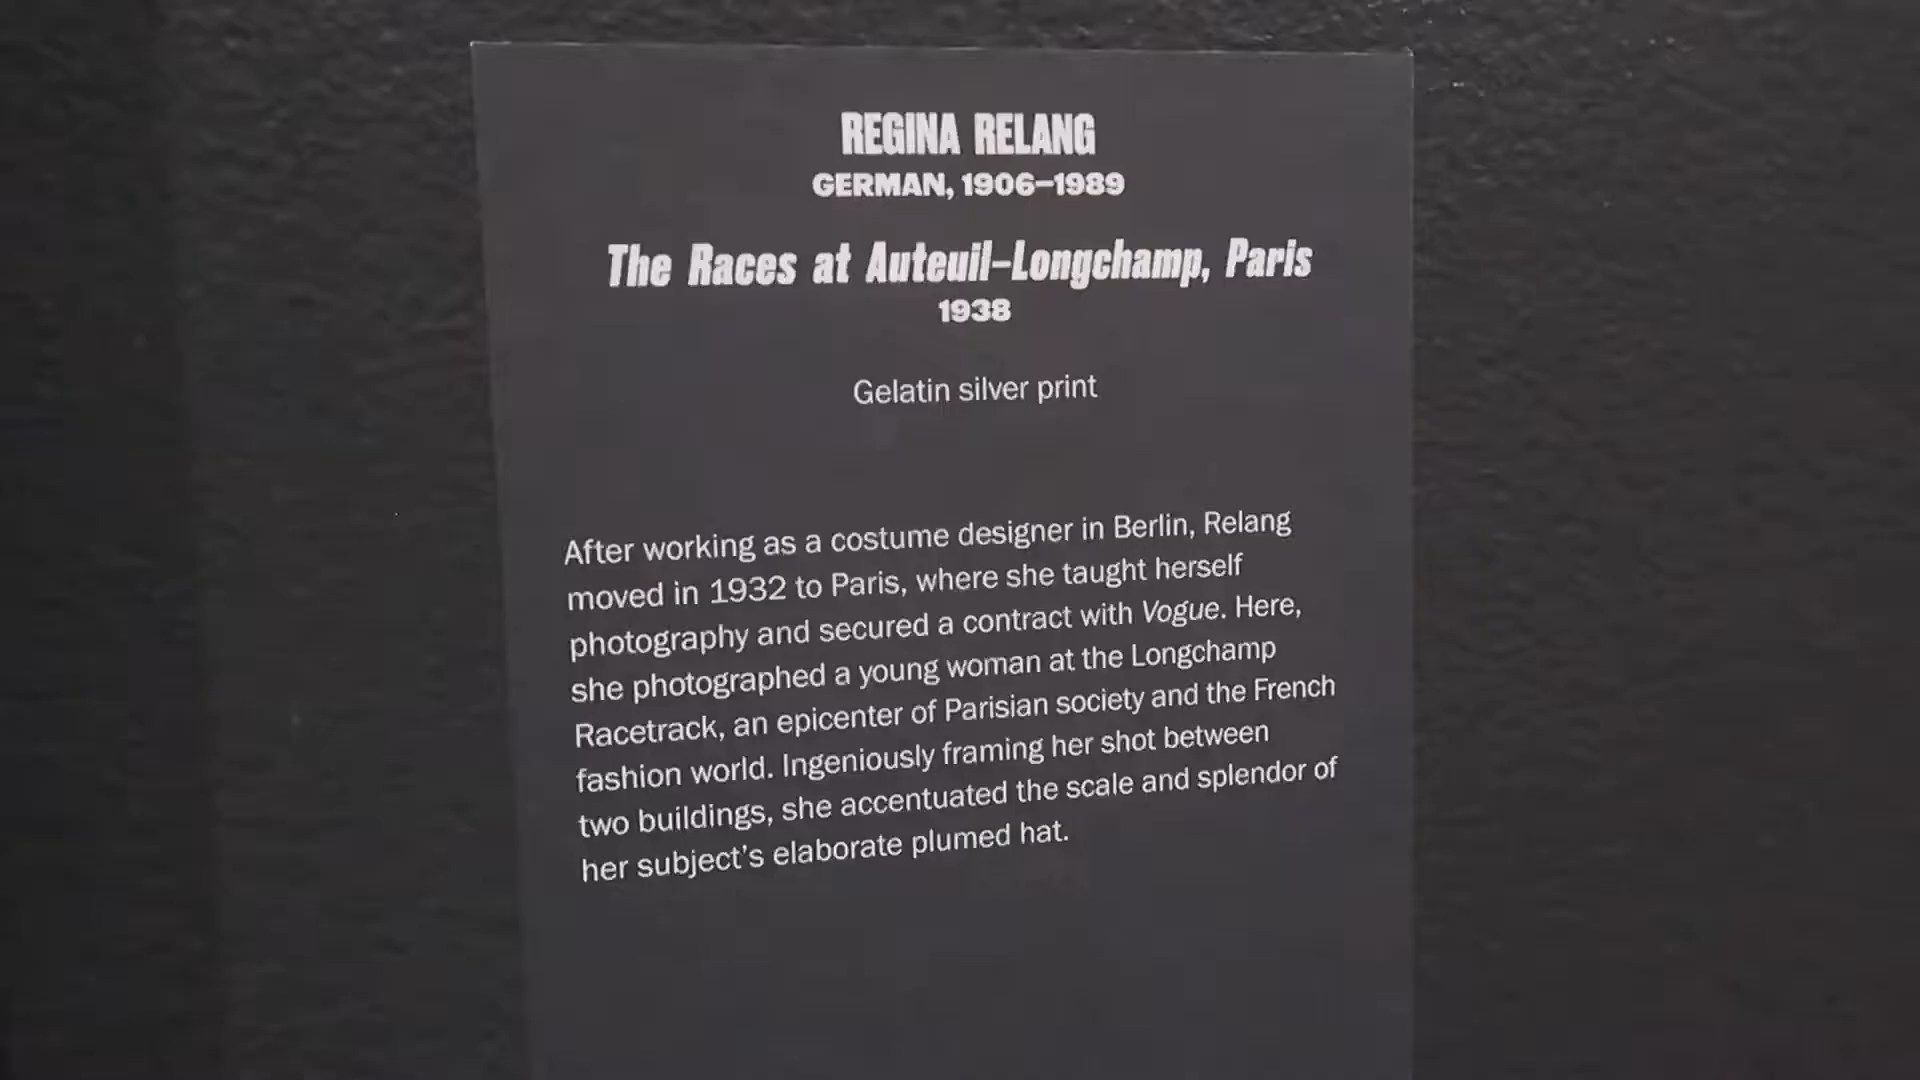 REGINA RELANG
GERMAN, 1906–1989
The Races at Auteuil–Longchamp, Paris
1938
Gelatin silver print
After working as a costume designer in Berlin, Relang
moved in 1932 to Paris, where she taught herself
photography and secured a contract with Vogue. Here,
she photographed a young woman at the Longchamp
Racetrack, an epicenter of Parisian society and the French
fashion world. Ingeniously framing her shot between
two buildings, she accentuated the scale and splendor of
her subject’s elaborate plumed hat.